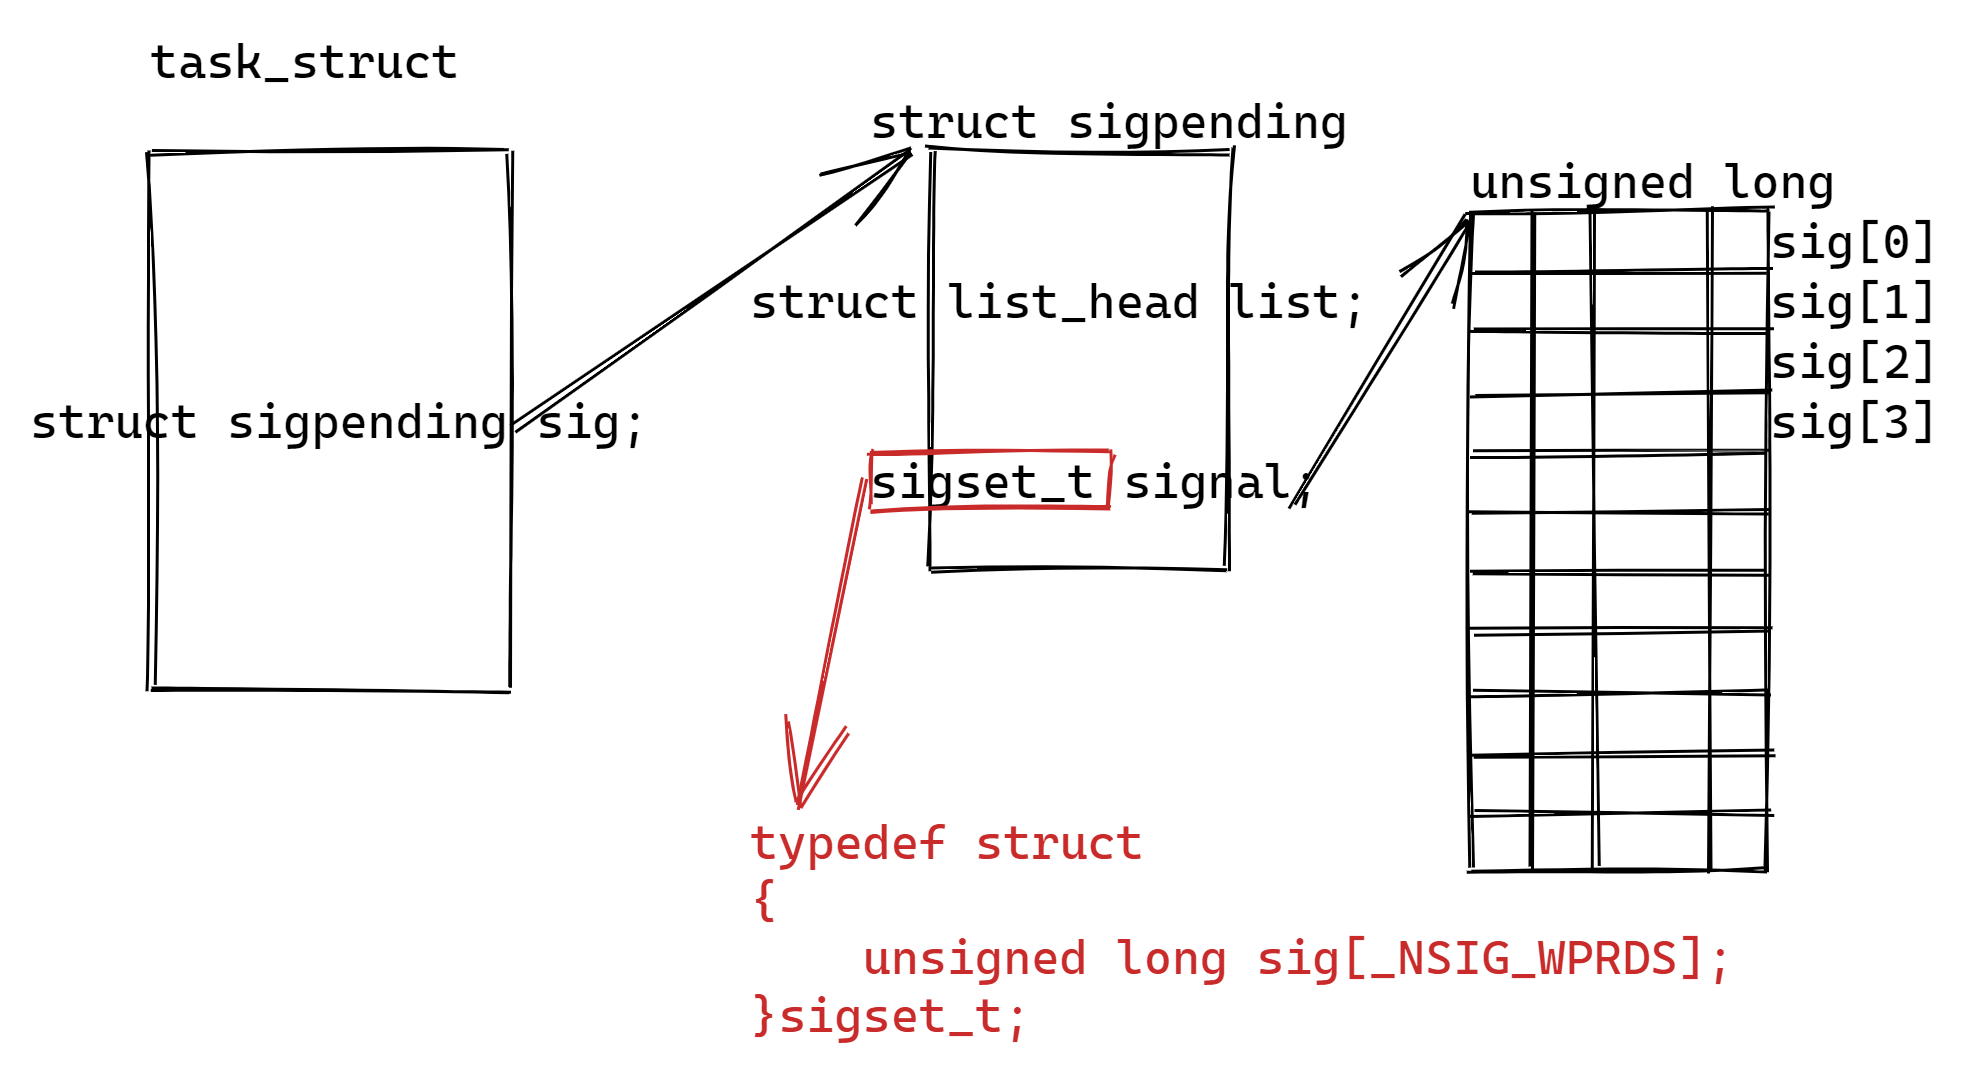 task_struct
struct sigpending sig;
struct sigpending
struct list_head list;
sigset_t signal;
unsigned long
sig[0]
sig[1]
sig[2]
sig[3]
typedef struct
{
    unsigned long sig[_NSIG_WPRDS];
}sigset_t;